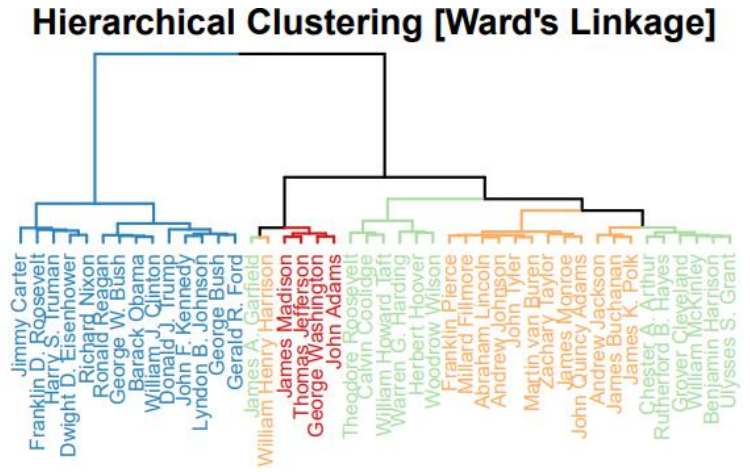 Hierarchical Clustering [Ward's Linkage]
Jimmy Carter
Franklin D. Roosevelt
Harry S. Truman
Dwight D. Eisenhower
Richard Nixon
Ronald Reagan
George W. Bush
Barack Obama
William J. Clinton
Donald J. Trump
John F. Kennedy
Lyndon B. Johnson
George Bush
Gerald R. Ford
James A. Garfield
William Henry Harrison
James Madison
Thomas Jefferson
George Washington
John Adams
Theodore Roosevelt
Calvin Coolidge
William Howard Taft
Warren G. Harding
Herbert Hoover
Woodrow Wilson
Franklin Pierce
Millard Fillmore
Abraham Lincoln
Andrew Johnson
John Tyler
Martin van Buren
Zachary Taylor
James Monroe
John Quincy Adams
Andrew Jackson
James Buchanan
James K. Polk
Chester A. Arthur
Rutherford B. Hayes
Grover Cleveland
William McKinley
Benjamin Harrison
Ulysses S. Grant